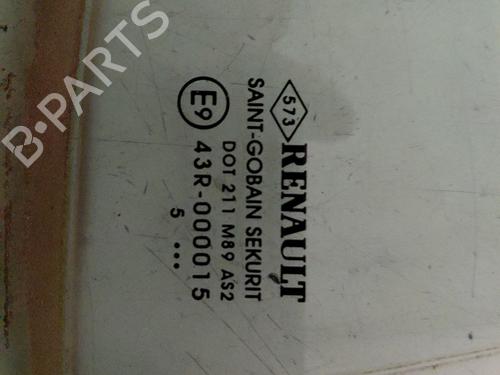 573
RENAULT
SAINT-GOBAIN SEKURIT
DOT 211 M89 AS2
E9 43R-000015
5 ...
B-PARTS